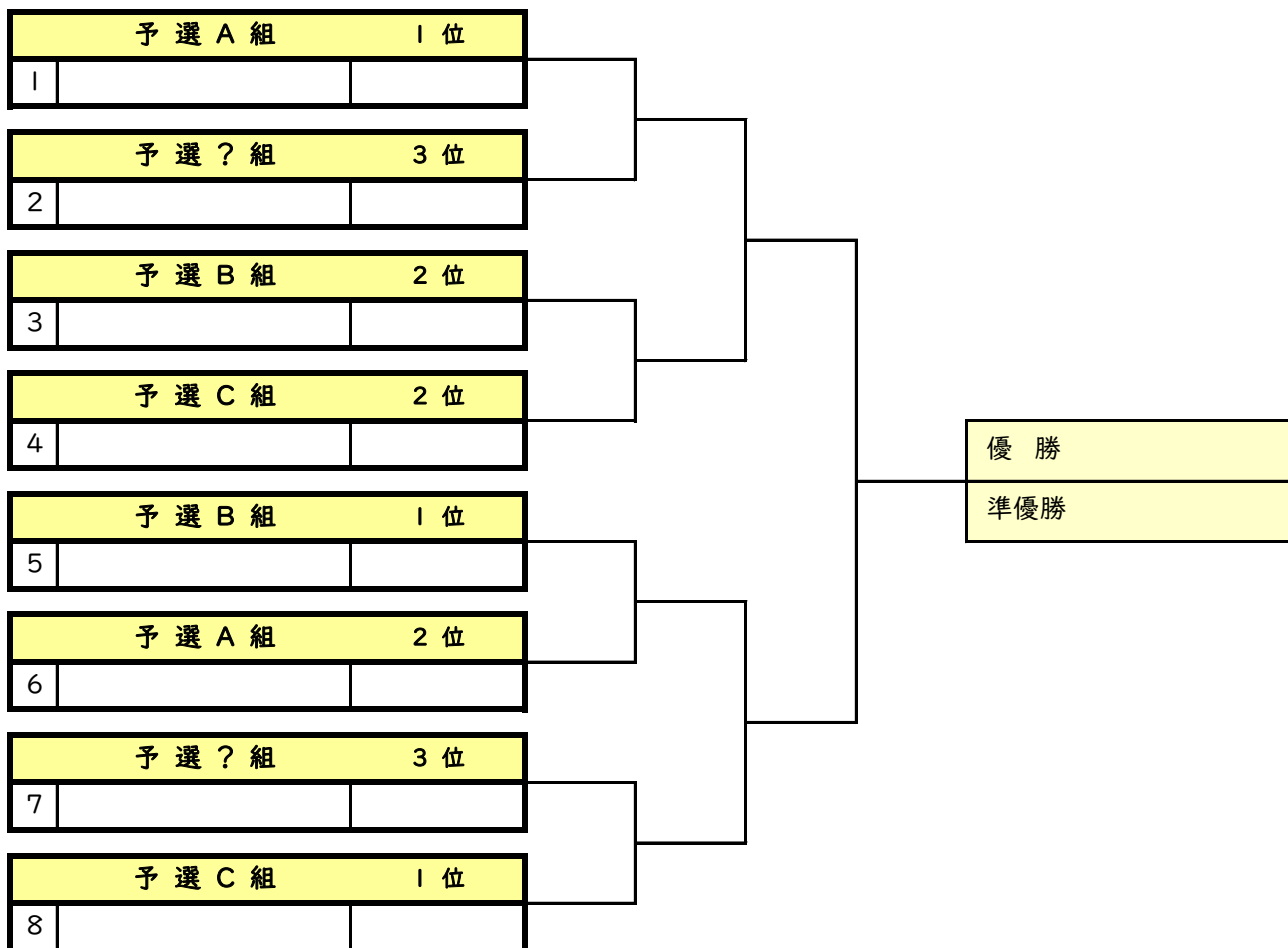 予選A組 1位
1
予選?組 3位
2
予選B組 2位
3
予選C組 2位
4
優勝
準優勝
予選B組 1位
5
予選A組 2位
6
予選?組 3位
7
予選C組 1位
8